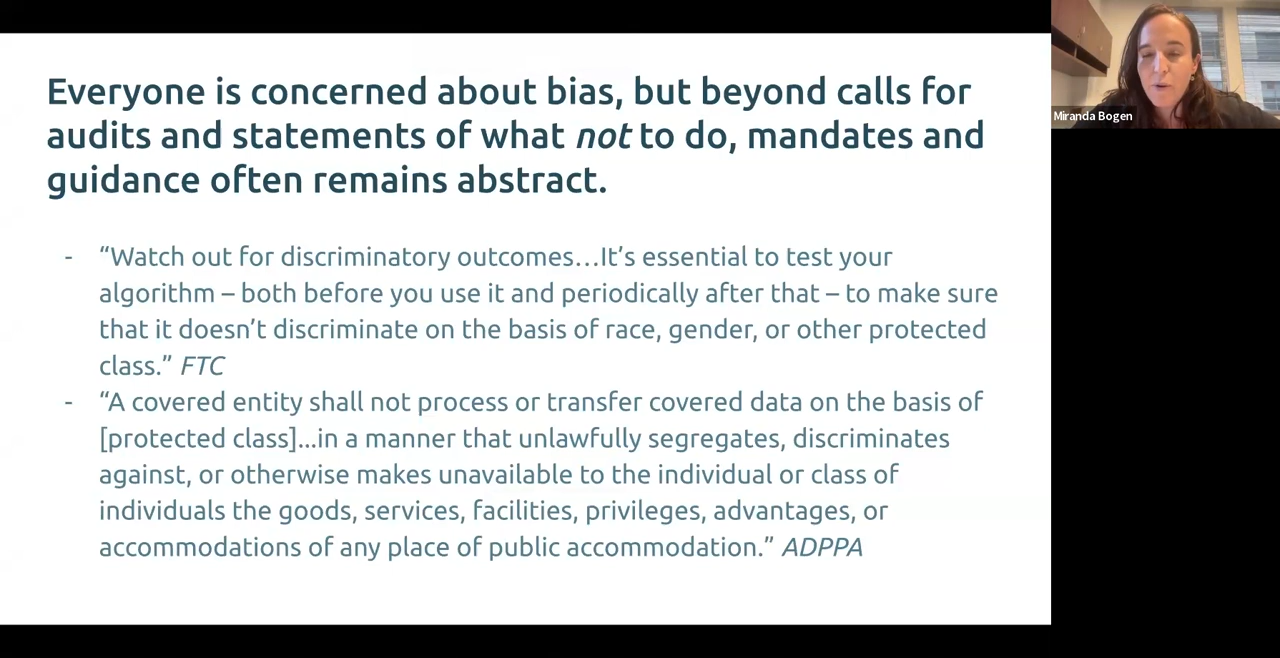 Everyone is concerned about bias, but beyond calls for
audits and statements of what not to do, mandates and
guidance often remains abstract.
- “Watch out for discriminatory outcomes…It’s essential to test your
algorithm – both before you use it and periodically after that – to make sure
that it doesn’t discriminate on the basis of race, gender, or other protected
class.” FTC
- “A covered entity shall not process or transfer covered data on the basis of
[protected class]...in a manner that unlawfully segregates, discriminates
against, or otherwise makes unavailable to the individual or class of
individuals the goods, services, facilities, privileges, advantages, or
accommodations of any place of public accommodation.” ADPPA
Miranda Bogen